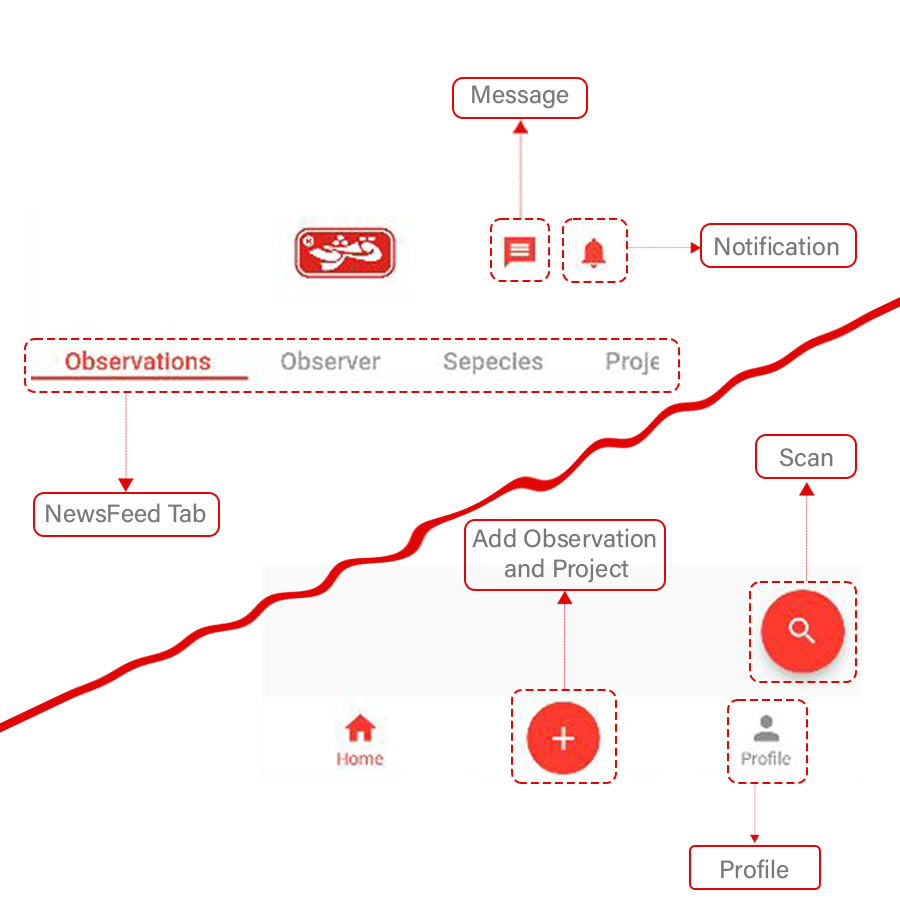 Message
Notification
Observations Observer Sepecies Proje
NewsFeed Tab
Scan
Add Observation
and Project
Home
Profile
Profile